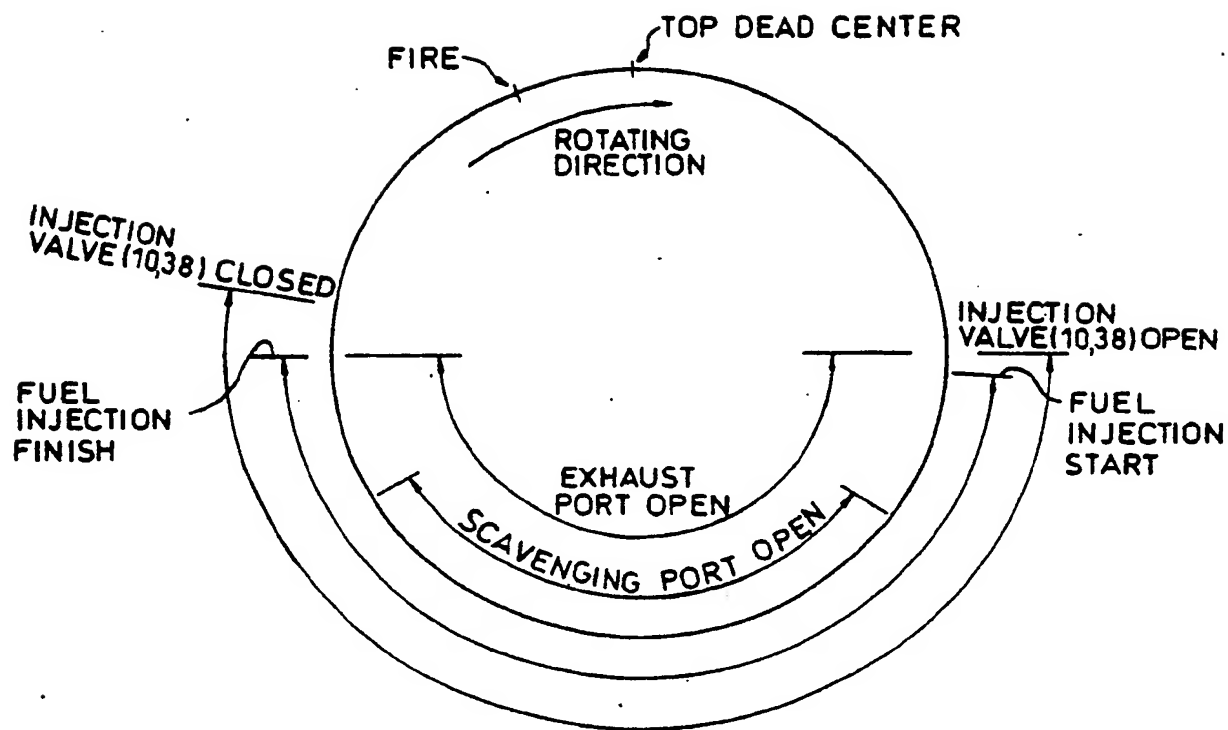 TOP DEAD CENTER
FIRE
ROTATING
DIRECTION
INJECTION
VALVE(10,38) CLOSED
INJECTION
VALVE(10,38) OPEN
FUEL
INJECTION
FINISH
FUEL
INJECTION
START
EXHAUST
PORT OPEN
SCAVENGING PORT OPEN